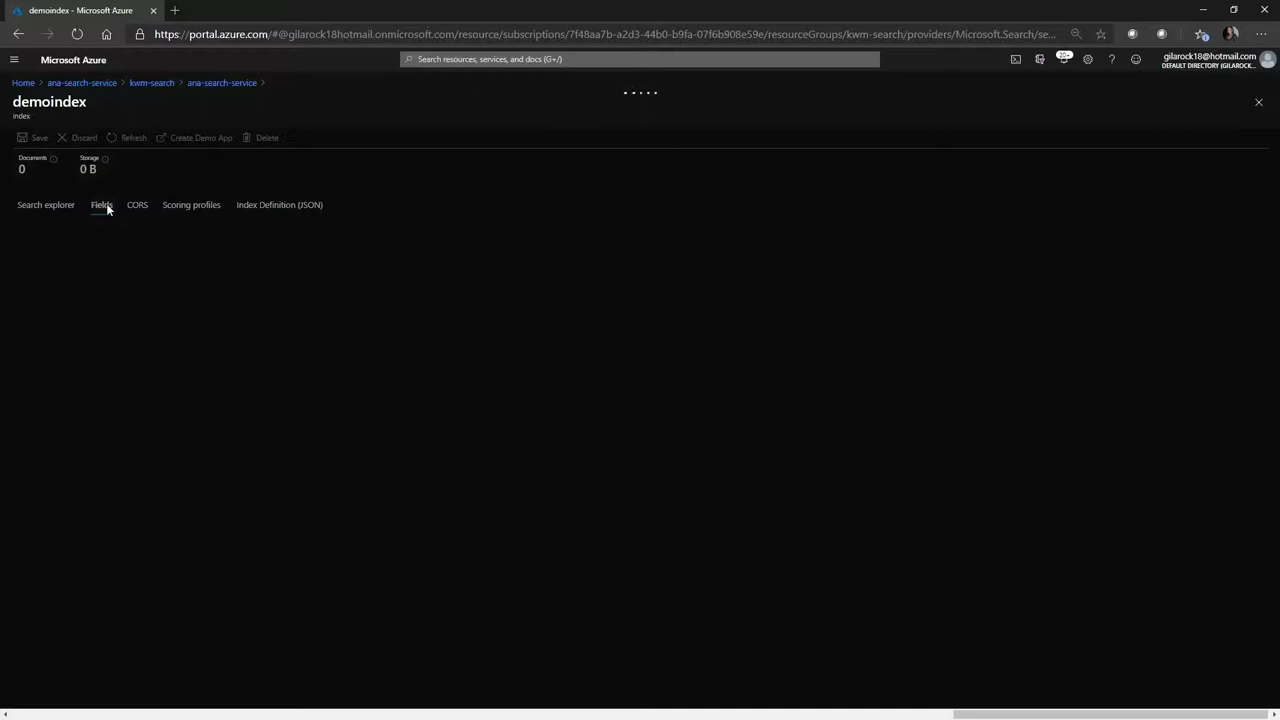 demoindex - Microsoft Azure
https://portal.azure.com/#@gilarock18hotmail.onmicrosoft.com/resource/subscriptions/7f48aa7b-a2d3-44b0-b9fa-07f6b908e59e/resourceGroups/kwm-search/providers/Microsoft.Search/se...
Microsoft Azure
Search resources, services, and docs (G+/)
20+
gilarock18@hotmail.com
DEFAULT DIRECTORY (GILAROCK...
Home > ana-search-service > kwm-search > ana-search-service >
demoindex
index
Save Discard Refresh Create Demo App Delete
Documents Storage
0 0 B
Search explorer Fields CORS Scoring profiles Index Definition (JSON)